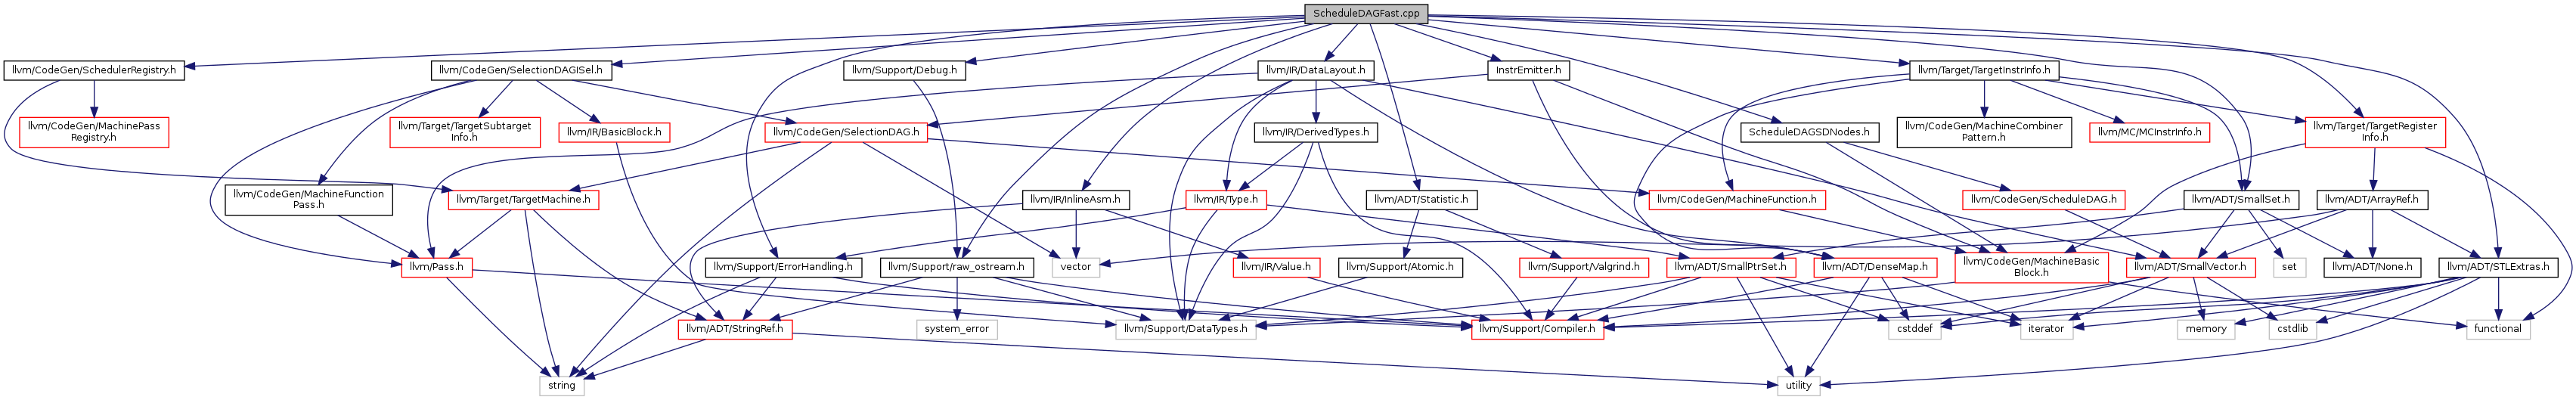 ScheduleDAGFast.cpp
llvm/CodeGen/SchedulerRegistry.h
llvm/CodeGen/SelectionDAGISel.h
llvm/Support/Debug.h
llvm/IR/DataLayout.h
InstrEmitter.h
llvm/Target/TargetInstrInfo.h
llvm/CodeGen/MachinePass
Registry.h
llvm/Target/TargetSubtarget
Info.h
llvm/IR/BasicBlock.h
llvm/CodeGen/SelectionDAG.h
llvm/IR/DerivedTypes.h
ScheduleDAGSDNodes.h
llvm/CodeGen/MachineCombiner
Pattern.h
llvm/MC/MCInstrInfo.h
llvm/Target/TargetRegister
Info.h
llvm/CodeGen/MachineFunction
Pass.h
llvm/Target/TargetMachine.h
llvm/IR/InlineAsm.h
llvm/IR/Type.h
llvm/ADT/Statistic.h
llvm/CodeGen/MachineFunction.h
llvm/CodeGen/ScheduleDAG.h
llvm/ADT/SmallSet.h
llvm/ADT/ArrayRef.h
llvm/Pass.h
llvm/Support/ErrorHandling.h
llvm/Support/raw_ostream.h
vector
llvm/IR/Value.h
llvm/Support/Atomic.h
llvm/Support/Valgrind.h
llvm/ADT/SmallPtrSet.h
llvm/ADT/DenseMap.h
llvm/CodeGen/MachineBasic
Block.h
llvm/ADT/SmallVector.h
set
llvm/ADT/None.h
llvm/ADT/STLExtras.h
llvm/ADT/StringRef.h
system_error
llvm/Support/DataTypes.h
llvm/Support/Compiler.h
cstddef
iterator
memory
cstdlib
functional
string
utility